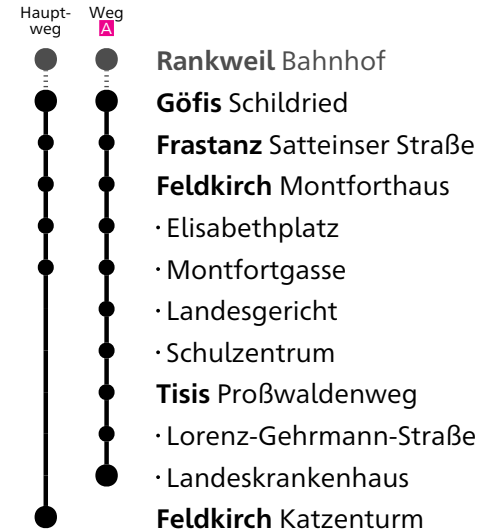 Haupt-
weg
Weg
A
Rankweil Bahnhof
Göfis Schildried
Frastanz Satteinser Straße
Feldkirch Montforthaus
· Elisabethplatz
· Montfortgasse
· Landesgericht
· Schulzentrum
Tisis Proßwaldenweg
· Lorenz-Gehrmann-Straße
· Landeskrankenhaus
Feldkirch Katzenturm